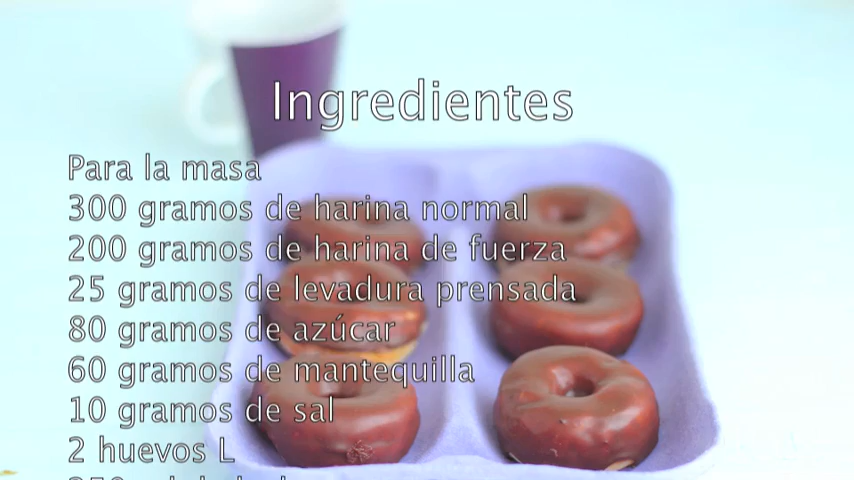 Ingredientes
Para la masa
300 gramos de harina normal
200 gramos de harina de fuerza
25 gramos de levadura prensada
80 gramos de azúcar
60 gramos de mantequilla
10 gramos de sal
2 huevos L